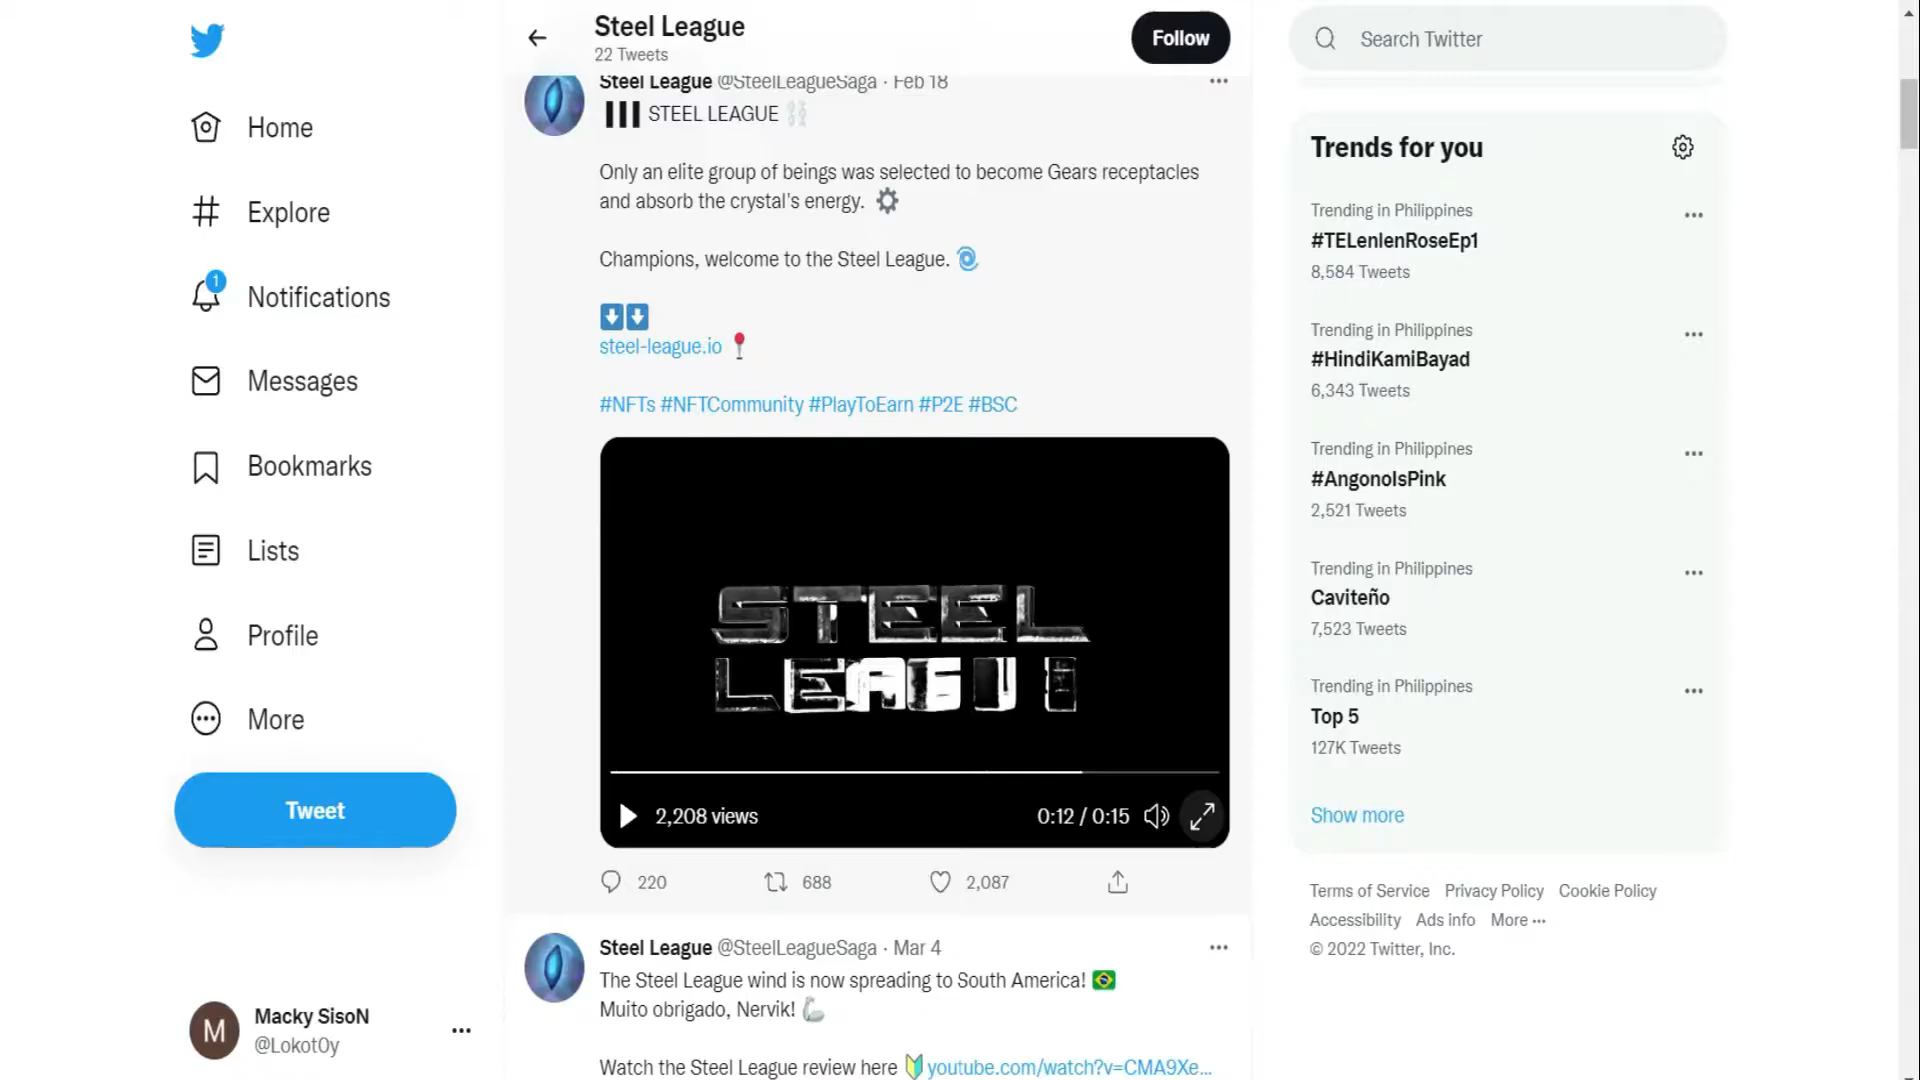 Home
Explore
1
Notifications
Messages
Bookmarks
Lists
Profile
More
Tweet
M
Macky SisoN
@LokotOy
Steel League
22 Tweets
Follow
Steel League @SteelLeagueSaga · Feb 18
STEEL LEAGUE
Only an elite group of beings was selected to become Gears receptacles
and absorb the crystal's energy.
Champions, welcome to the Steel League.
steel-league.io
#NFTs #NFTCommunity #PlayToEarn #P2E #BSC
STEEL
LEAGUE
2,208 views
0:12 / 0:15
220
688
2,087
Steel League @SteelLeagueSaga · Mar 4
The Steel League wind is now spreading to South America!
Muito obrigado, Nervik!
Watch the Steel League review here youtube.com/watch?v=CMA9Xe...
Search Twitter
Trends for you
Trending in Philippines
#TELenlenRoseEp1
8,584 Tweets
Trending in Philippines
#HindiKamiBayad
6,343 Tweets
Trending in Philippines
#AngonoIsPink
2,521 Tweets
Trending in Philippines
Caviteño
7,523 Tweets
Trending in Philippines
Top 5
127K Tweets
Show more
Terms of Service Privacy Policy Cookie Policy
Accessibility Ads info More ···
© 2022 Twitter, Inc.